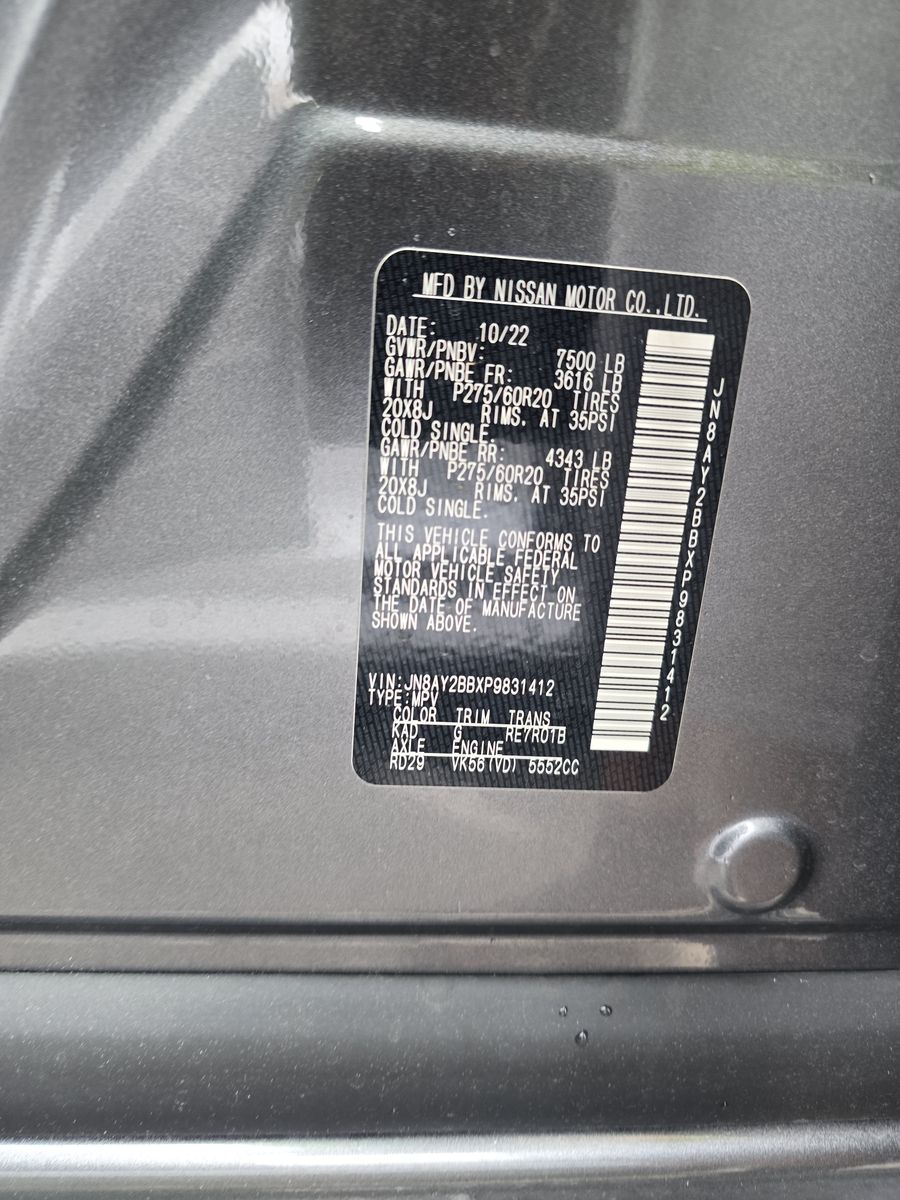 MFD BY NISSAN MOTOR CO.,LTD.
DATE: 10/22
GVWR/PNBV: 7500 LB
GAWR/PNBE FR: 3616 LB
WITH P275/60R20 TIRES
20X8J RIMS. AT 35PSI
COLD SINGLE.
GAWR/PNBE RR: 4343 LB
WITH P275/60R20 TIRES
20X8J RIMS. AT 35PSI
COLD SINGLE.
THIS VEHICLE CONFORMS TO
ALL APPLICABLE FEDERAL
MOTOR VEHICLE SAFETY
STANDARDS IN EFFECT ON
THE DATE OF MANUFACTURE
SHOWN ABOVE.
VIN:JN8AY2BBXP9831412
TYPE:MPV
COLOR TRIM TRANS
KAD G RE7R01B
AXLE ENGINE
RD29 VK56(VD) 5552CC
JN8AY2BBXP9831412